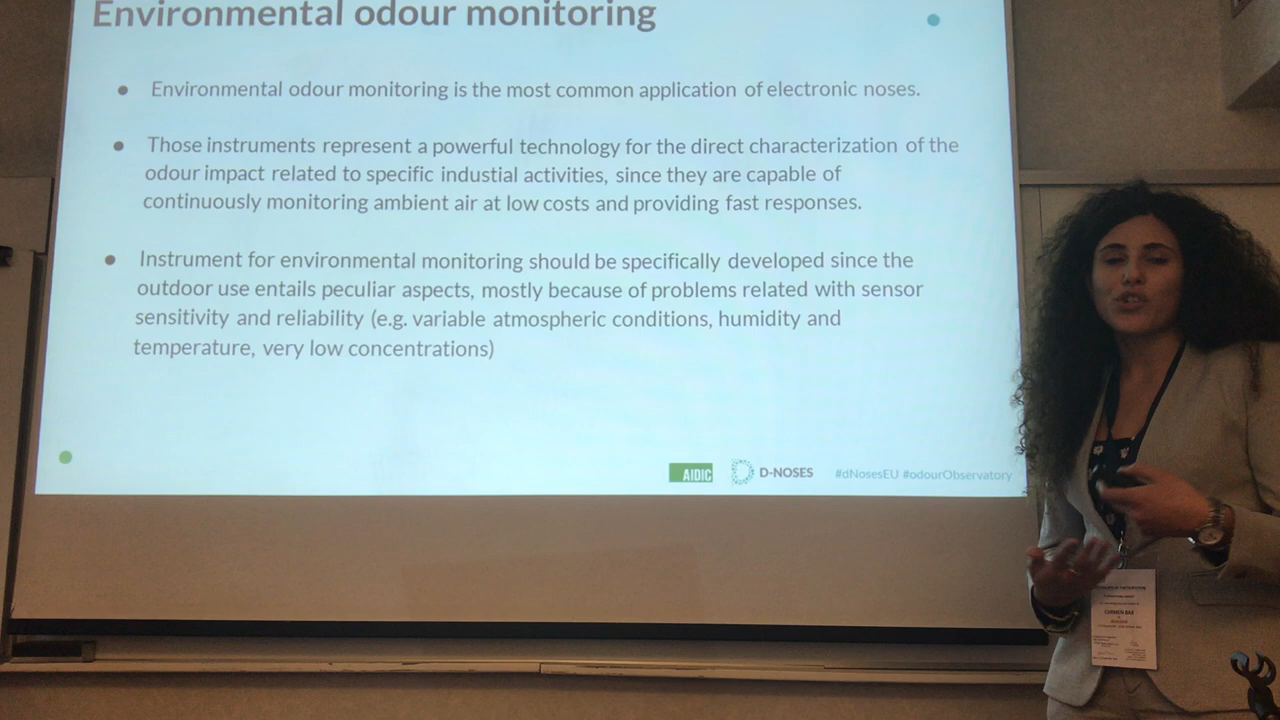 Environmental odour monitoring
Environmental odour monitoring is the most common application of electronic noses.
Those instruments represent a powerful technology for the direct characterization of the
odour impact related to specific industial activities, since they are capable of
continuously monitoring ambient air at low costs and providing fast responses.
Instrument for environmental monitoring should be specifically developed since the
outdoor use entails peculiar aspects, mostly because of problems related with sensor
sensitivity and reliability (e.g. variable atmospheric conditions, humidity and
temperature, very low concentrations)
AIDIC D-NOSES #dNosesEU #odourObservatory
CARMEN BAX